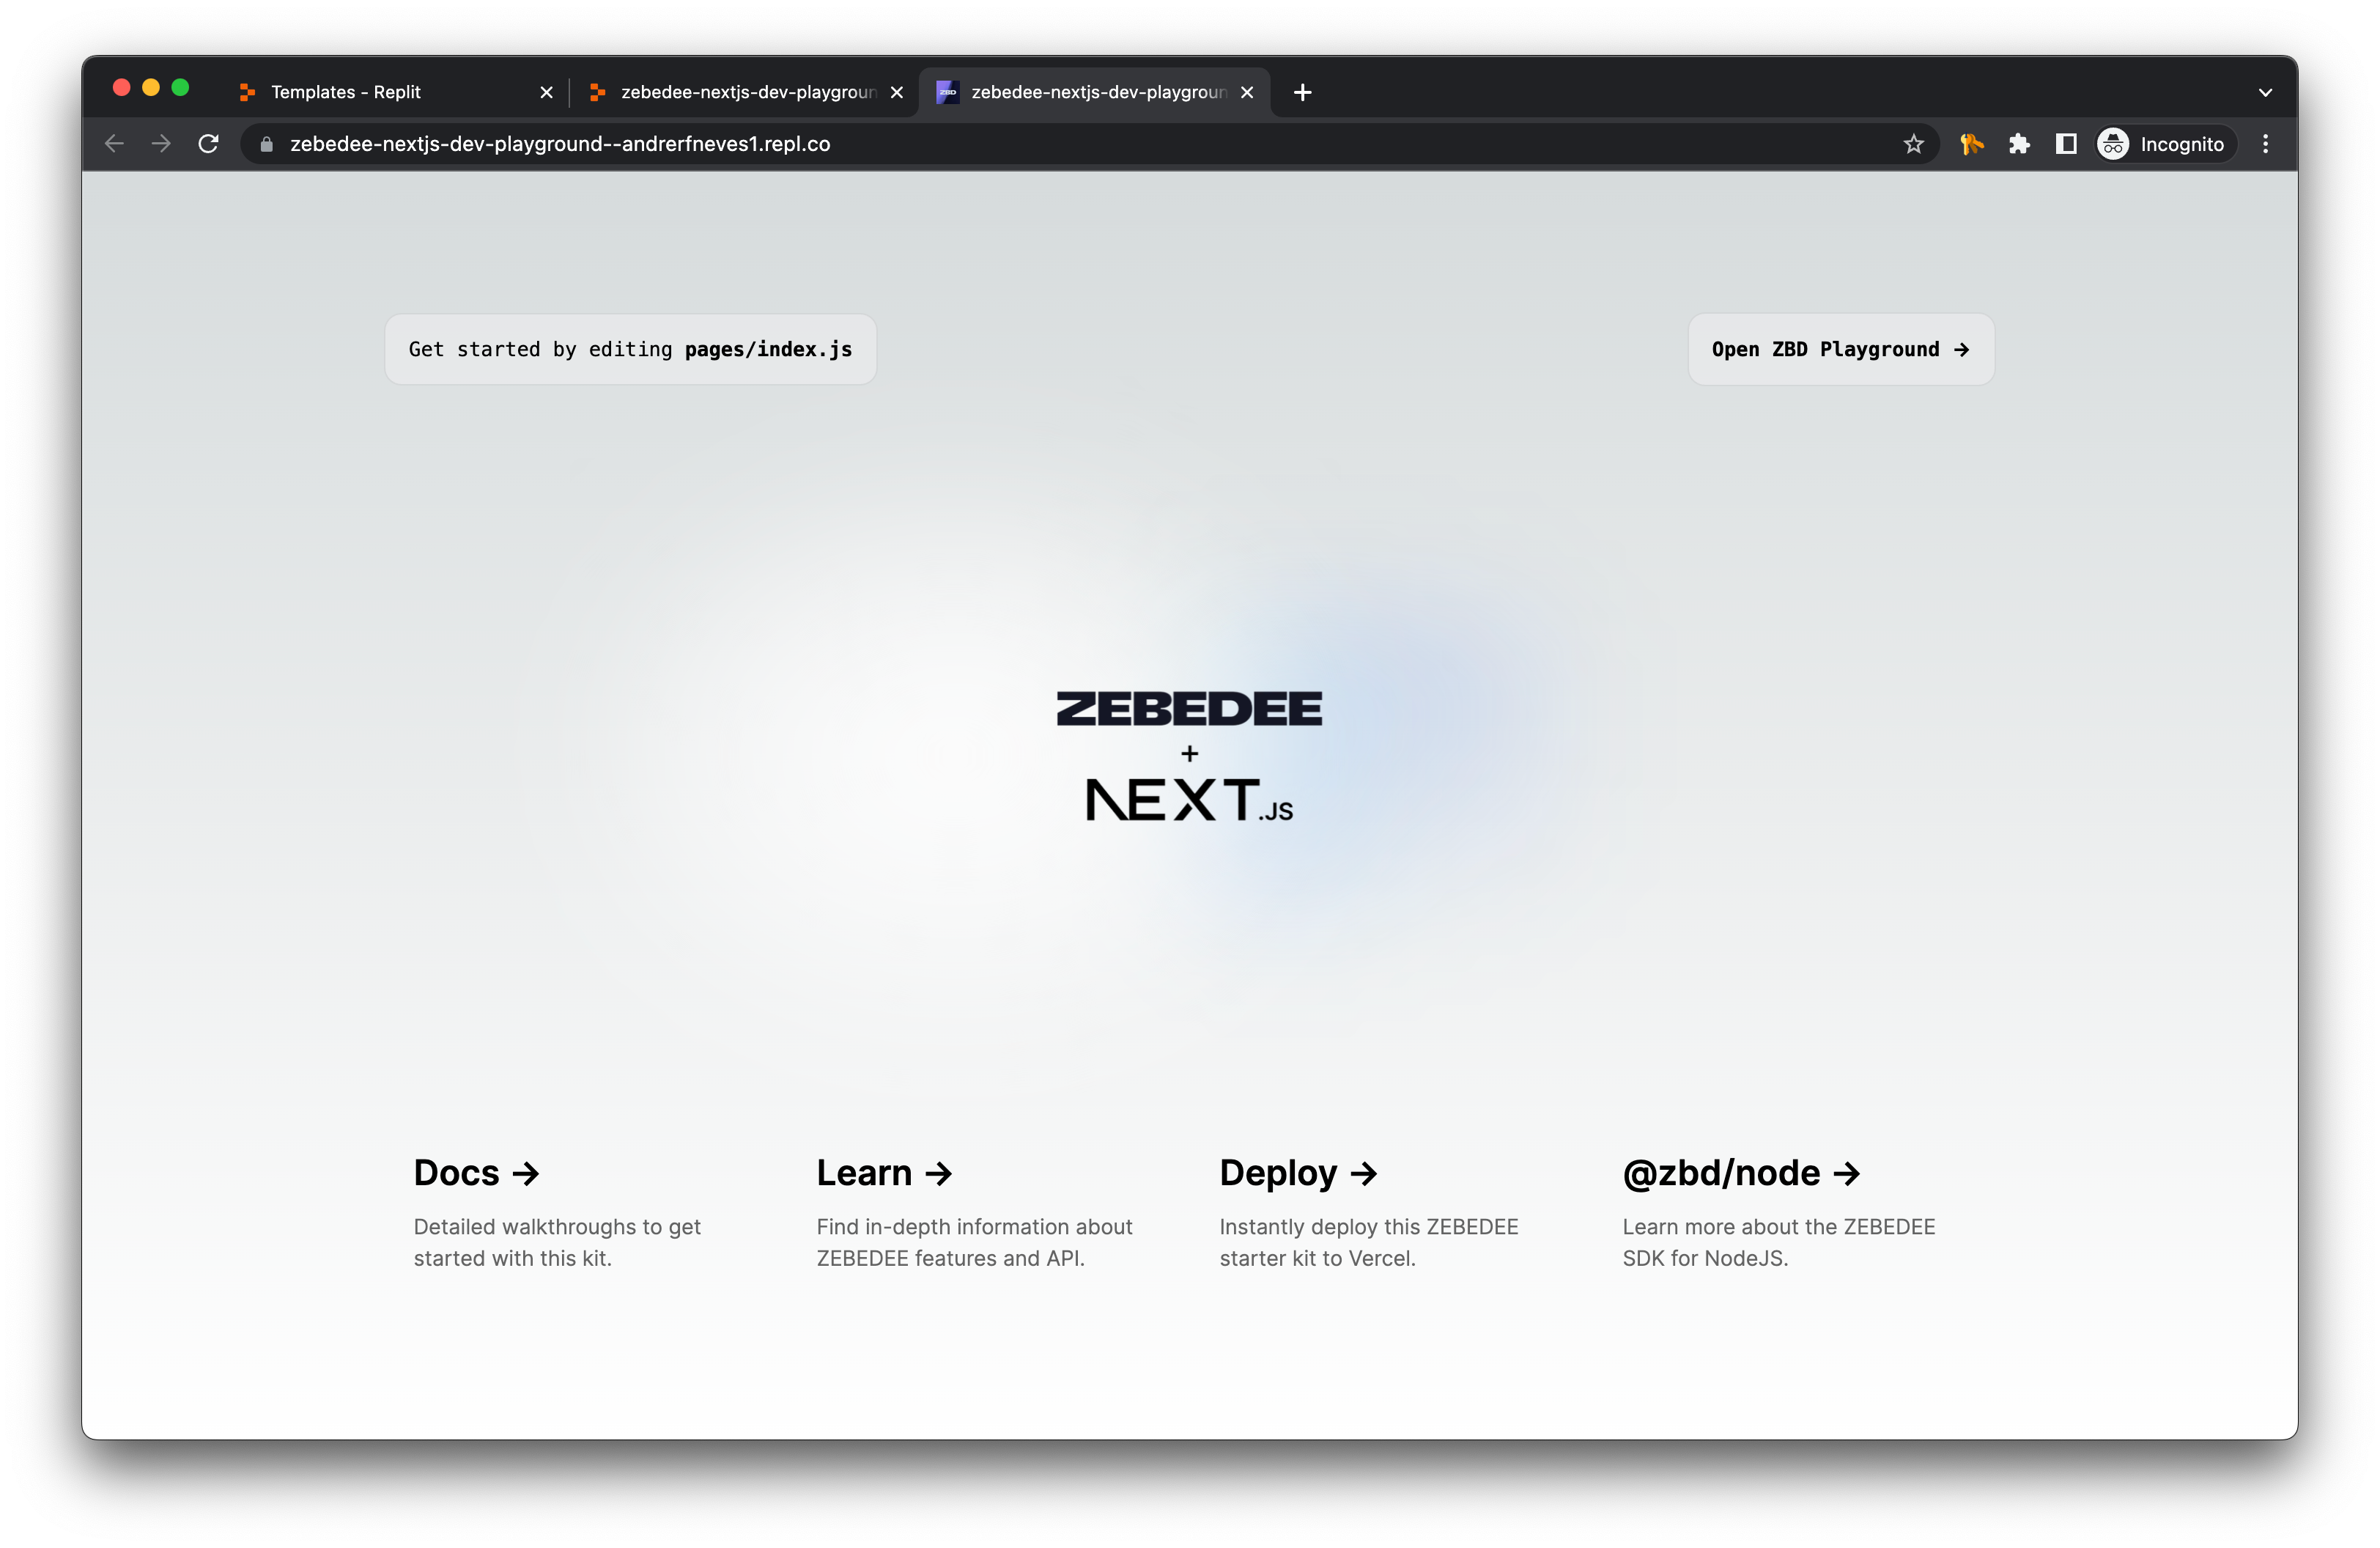 Templates - Replit
zebedee-nextjs-dev-playgroun
ZBD
zebedee-nextjs-dev-playgroun
zebedee-nextjs-dev-playground--andrerfneves1.repl.co
Incognito
Get started by editing pages/index.js
Open ZBD Playground →
ZEBEDEE
+
NEXT.JS
Docs →
Detailed walkthroughs to get
started with this kit.
Learn →
Find in-depth information about
ZEBEDEE features and API.
Deploy →
Instantly deploy this ZEBEDEE
starter kit to Vercel.
@zbd/node →
Learn more about the ZEBEDEE
SDK for NodeJS.